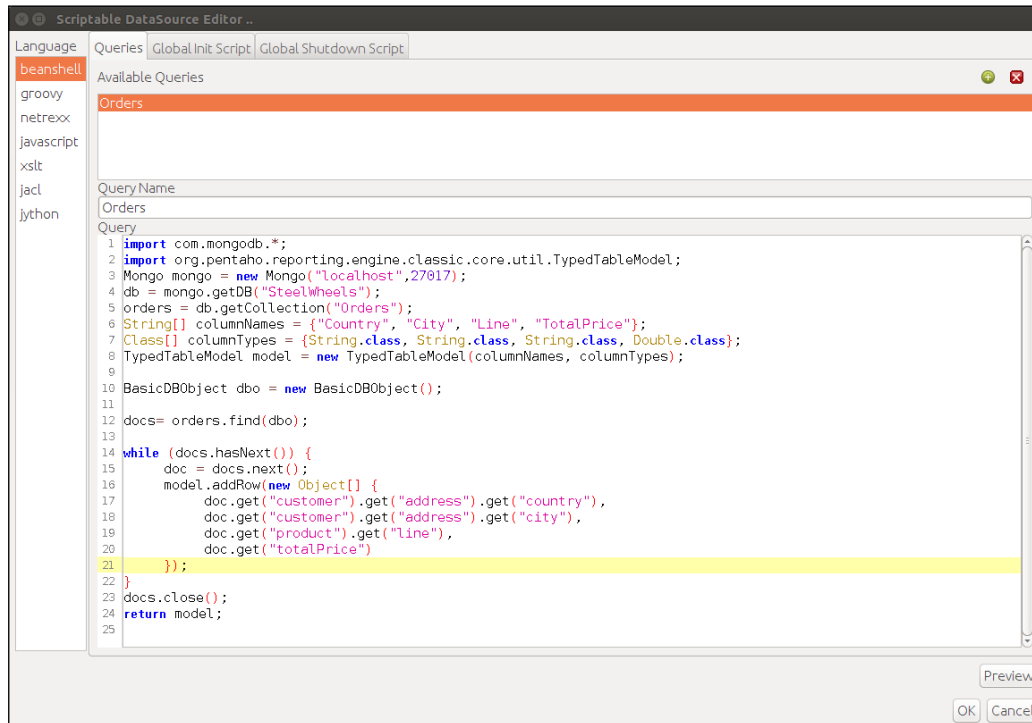 Scriptable DataSource Editor ..
Language
beanshell
groovy
netrexx
javascript
xslt
jacl
jython
Queries Global Init Script Global Shutdown Script
Available Queries
Orders
Query Name
Orders
Query
1 import com.mongodb.*;
2 import org.pentaho.reporting.engine.classic.core.util.TypedTableModel;
3 Mongo mongo = new Mongo("localhost",27017);
4 db = mongo.getDB("SteelWheels");
5 orders = db.getCollection("Orders");
6 String[] columnNames = {"Country", "City", "Line", "TotalPrice"};
7 Class[] columnTypes = {String.class, String.class, String.class, Double.class};
8 TypedTableModel model = new TypedTableModel(columnNames, columnTypes);
9
10 BasicDBObject dbo = new BasicDBObject();
11
12 docs= orders.find(dbo);
13
14 while (docs.hasNext()) {
15 doc = docs.next();
16 model.addRow(new Object[] {
17 doc.get("customer").get("address").get("country"),
18 doc.get("customer").get("address").get("city"),
19 doc.get("product").get("line"),
20 doc.get("totalPrice")
21 });
22 }
23 docs.close();
24 return model;
25
Preview
OK Cancel